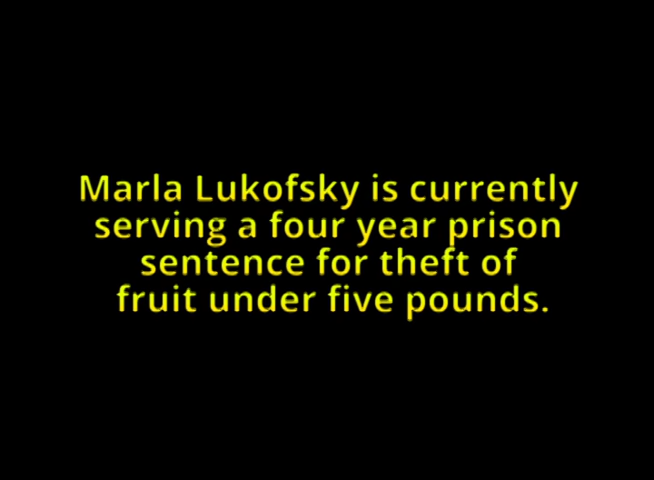 Marla Lukofsky is currently
serving a four year prison
sentence for theft of
fruit under five pounds.